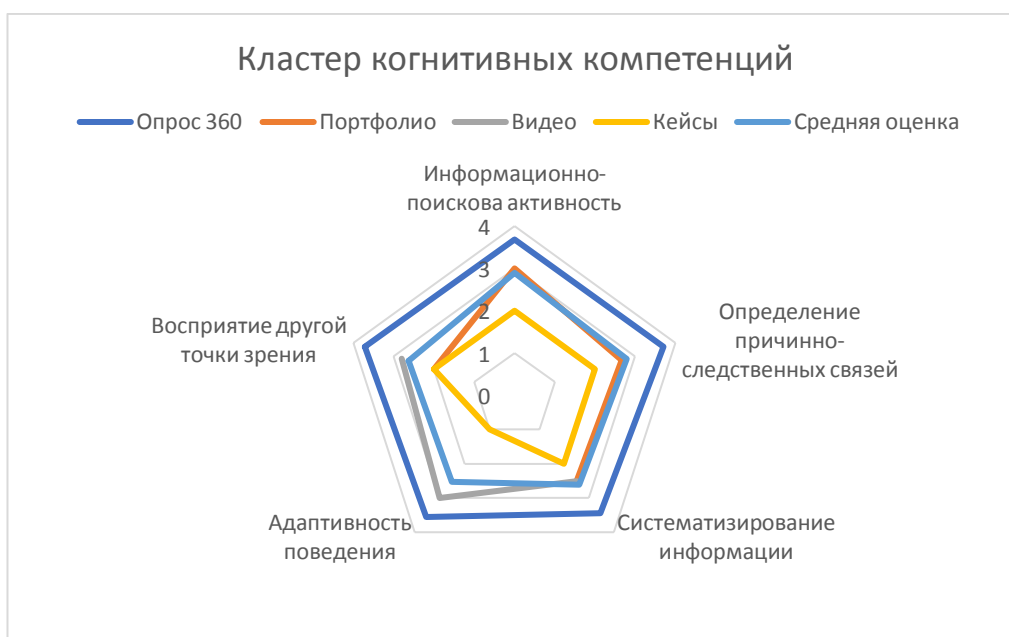 Кластер когнитивных компетенций
Опрос 360 Портфолио Видео Кейсы Средняя оценка
Информационно-
поискова активность
4
3
2
1
0
Определение
причинно-
следственных связей
Систематизирование
информации
Адаптивность
поведения
Восприятие другой
точки зрения